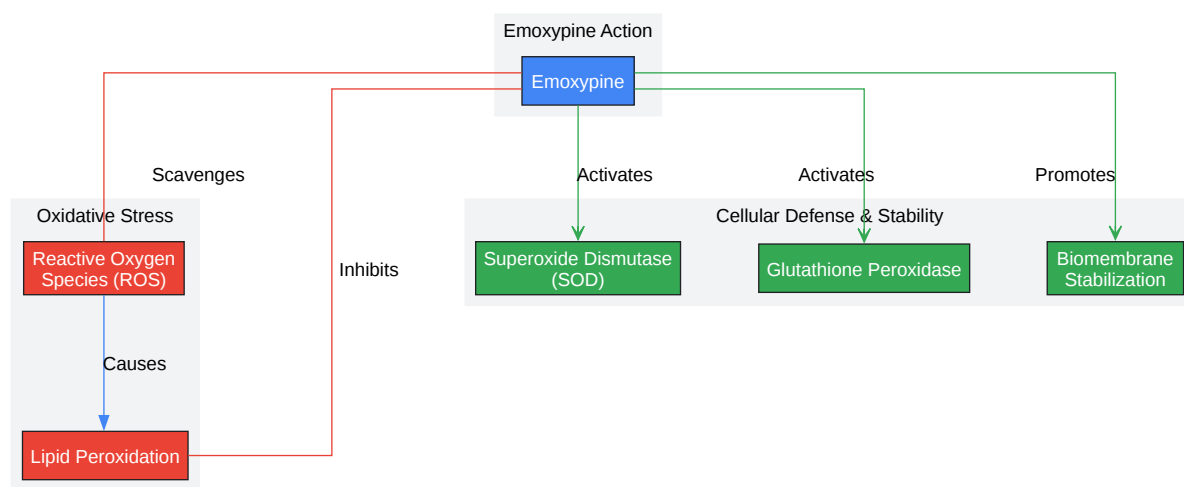 Emoxypine Action
Emoxypine
Scavenges
Activates
Activates
Promotes
Oxidative Stress
Cellular Defense & Stability
Reactive Oxygen
Species (ROS)
Inhibits
Superoxide Dismutase
(SOD)
Glutathione Peroxidase
Biomembrane
Stabilization
Causes
Lipid Peroxidation